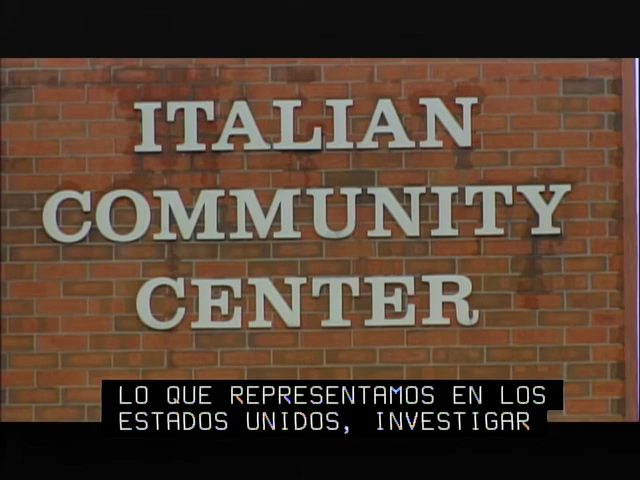 ITALIAN
COMMUNITY
CENTER
LO QUE REPRESENTAMOS EN LOS
ESTADOS UNIDOS, INVESTIGAR